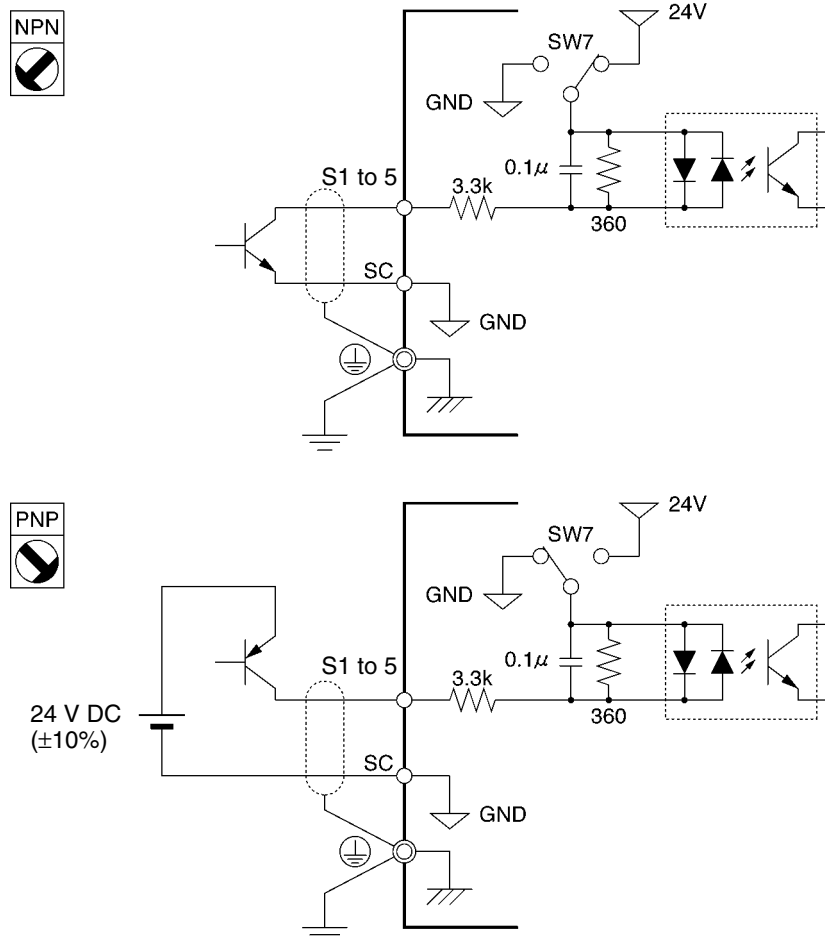 NPN
24V
SW7
GND
S1 to 5
3.3k
0.1μ
360
SC
GND
PNP
24V
SW7
GND
S1 to 5
3.3k
0.1μ
360
24 V DC
(±10%)
SC
GND